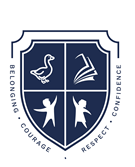 BELONGING • COURAGE • RESPECT • CONFIDENCE